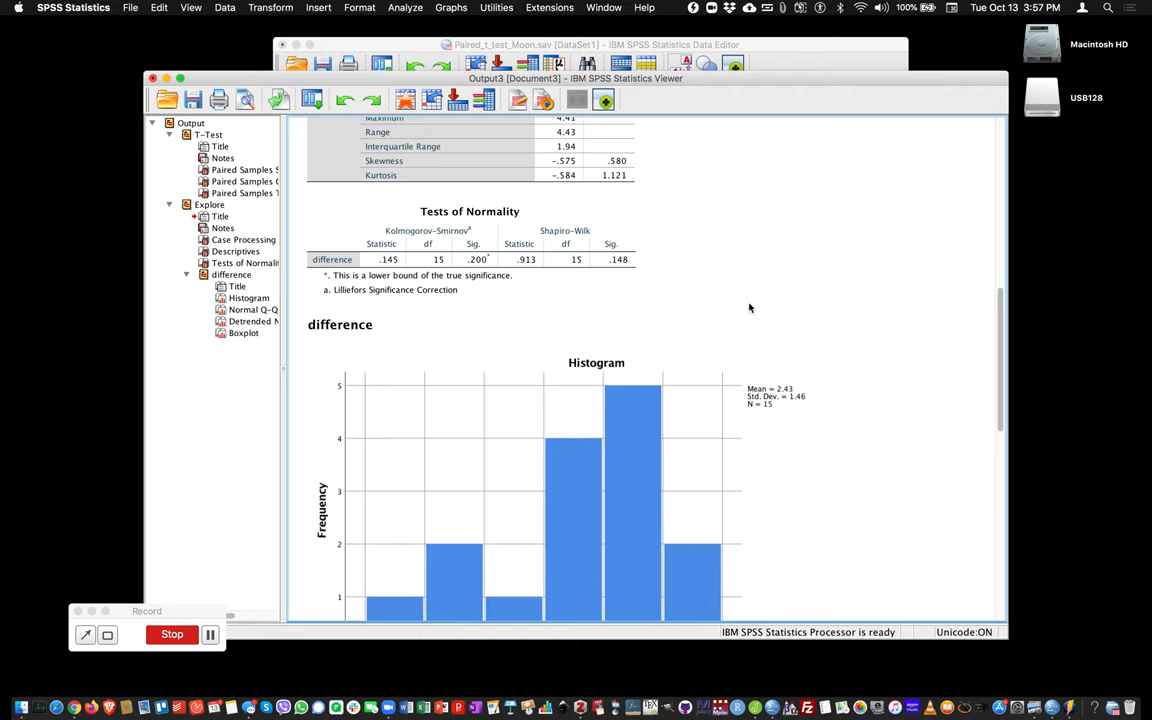 SPSS Statistics File Edit View Data Transform Insert Format Analyze Graphs Utilities Extensions Window Help 100% Tue Oct 13 3:57 PM
Paired_t_test_Moon.sav [DataSet1] - IBM SPSS Statistics Data Editor
Macintosh HD
Output3 [Document3] - IBM SPSS Statistics Viewer
USB128
Output
T-Test
Title
Notes
Paired Samples S
Paired Samples C
Paired Samples T
Explore
Title
Notes
Case Processing
Descriptives
Tests of Normali
difference
Title
Histogram
Normal Q-Q
Detrended N
Boxplot
Maximum 4.41
Range 4.43
Interquartile Range 1.94
Skewness -.575 .580
Kurtosis -.584 1.121
Tests of Normality
Kolmogorov-Smirnovᵃ Shapiro-Wilk
Statistic df Sig. Statistic df Sig.
difference .145 15 .200* .913 15 .148
*. This is a lower bound of the true significance.
a. Lilliefors Significance Correction
difference
Histogram
5
4
3
2
1
Frequency
Mean = 2.43
Std. Dev. = 1.46
N = 15
Record
Stop
IBM SPSS Statistics Processor is ready Unicode:ON